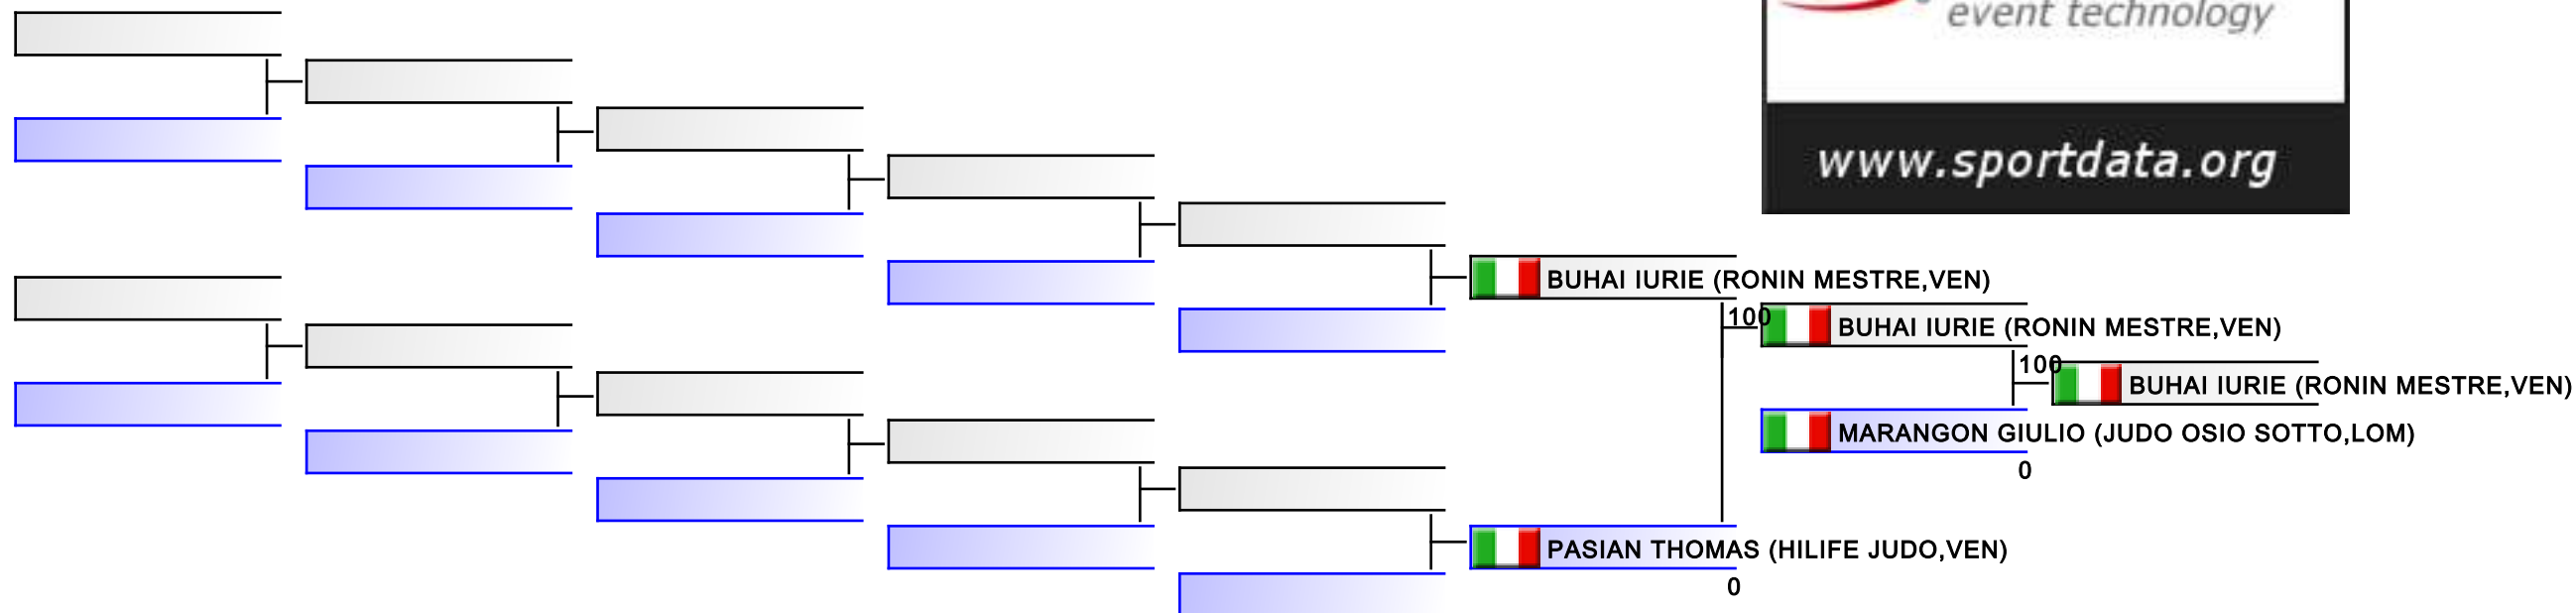 event technology
www.sportdata.org
BUHAI IURIE (RONIN MESTRE,VEN)
100
BUHAI IURIE (RONIN MESTRE,VEN)
100
BUHAI IURIE (RONIN MESTRE,VEN)
MARANGON GIULIO (JUDO OSIO SOTTO,LOM)
0
PASIAN THOMAS (HILIFE JUDO,VEN)
0